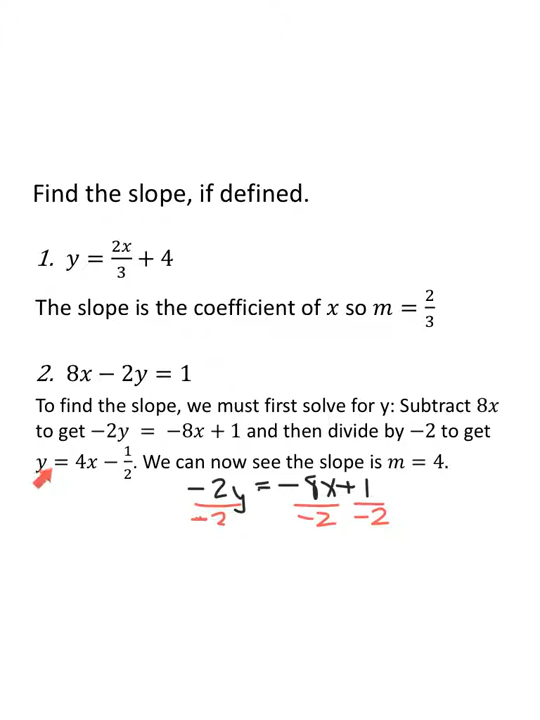 Find the slope, if defined.
1. y = 2x/3 + 4
The slope is the coefficient of x so m = 2/3
2. 8x − 2y = 1
To find the slope, we must first solve for y: Subtract 8x
to get −2y = −8x + 1 and then divide by −2 to get
y = 4x − 1/2. We can now see the slope is m = 4.
−2y = −8x + 1
−2 −2 −2